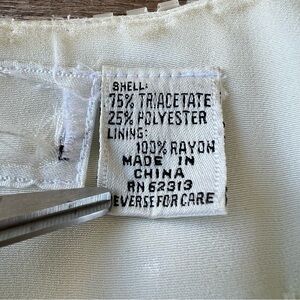 SHELL:
75% TRIACETATE
25% POLYESTER
LINING:
100% RAYON
MADE IN
CHINA
RN 62313
EVERSE FOR CARE